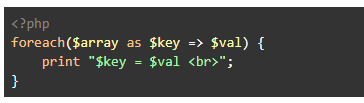 <?php
foreach($array as $key => $val) {
    print "$key = $val <br>";
}